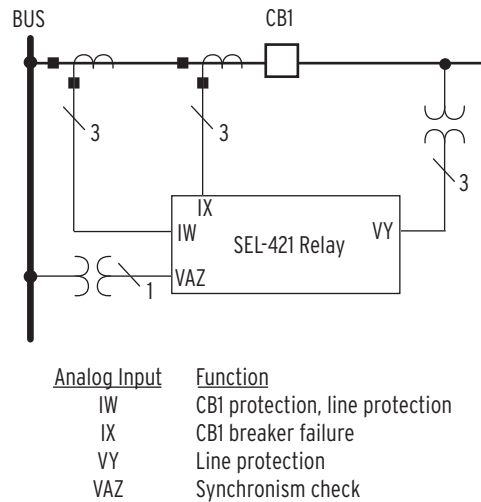 BUS
CB1
3
3
3
IX
IW
SEL-421 Relay
VY
VAZ
1
Analog Input Function
IW CB1 protection, line protection
IX CB1 breaker failure
VY Line protection
VAZ Synchronism check